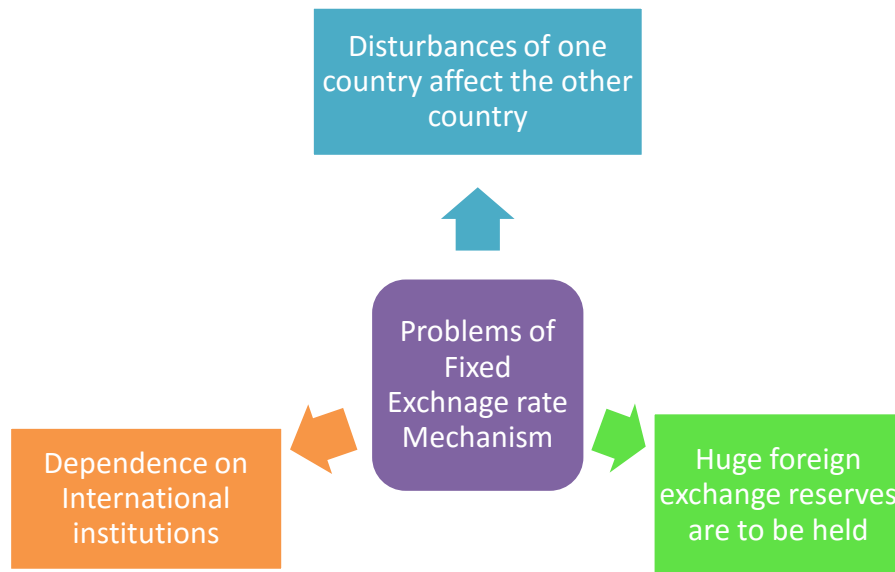 Disturbances of one
country affect the other
country
Problems of
Fixed
Exchnage rate
Mechanism
Dependence on
International
institutions
Huge foreign
exchange reserves
are to be held